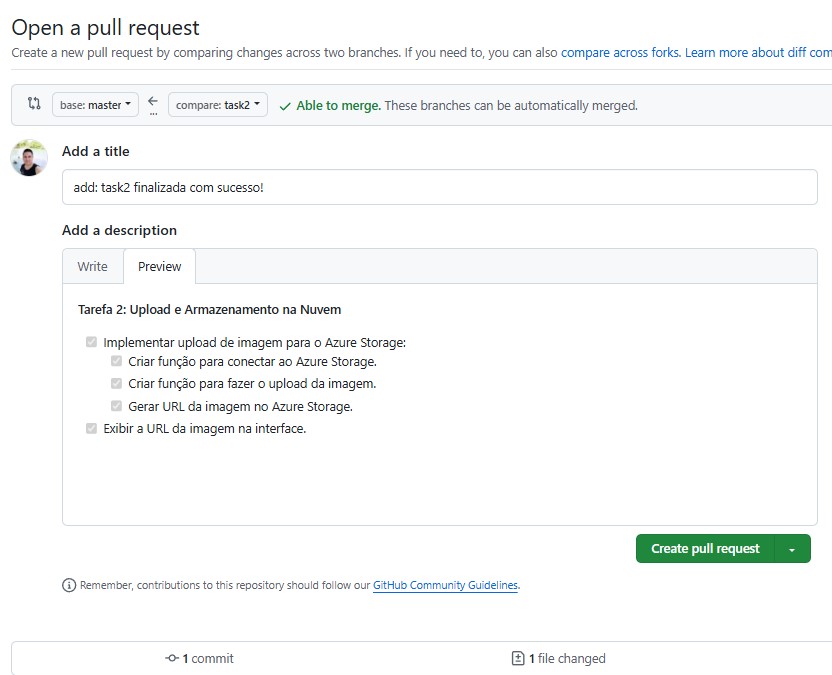 Open a pull request
Create a new pull request by comparing changes across two branches. If you need to, you can also compare across forks. Learn more about diff com
base: master
compare: task2
Able to merge. These branches can be automatically merged.
Add a title
add: task2 finalizada com sucesso!
Add a description
Write
Preview
Tarefa 2: Upload e Armazenamento na Nuvem
Implementar upload de imagem para o Azure Storage:
Criar função para conectar ao Azure Storage.
Criar função para fazer o upload da imagem.
Gerar URL da imagem no Azure Storage.
Exibir a URL da imagem na interface.
Create pull request
Remember, contributions to this repository should follow our GitHub Community Guidelines.
1 commit
1 file changed